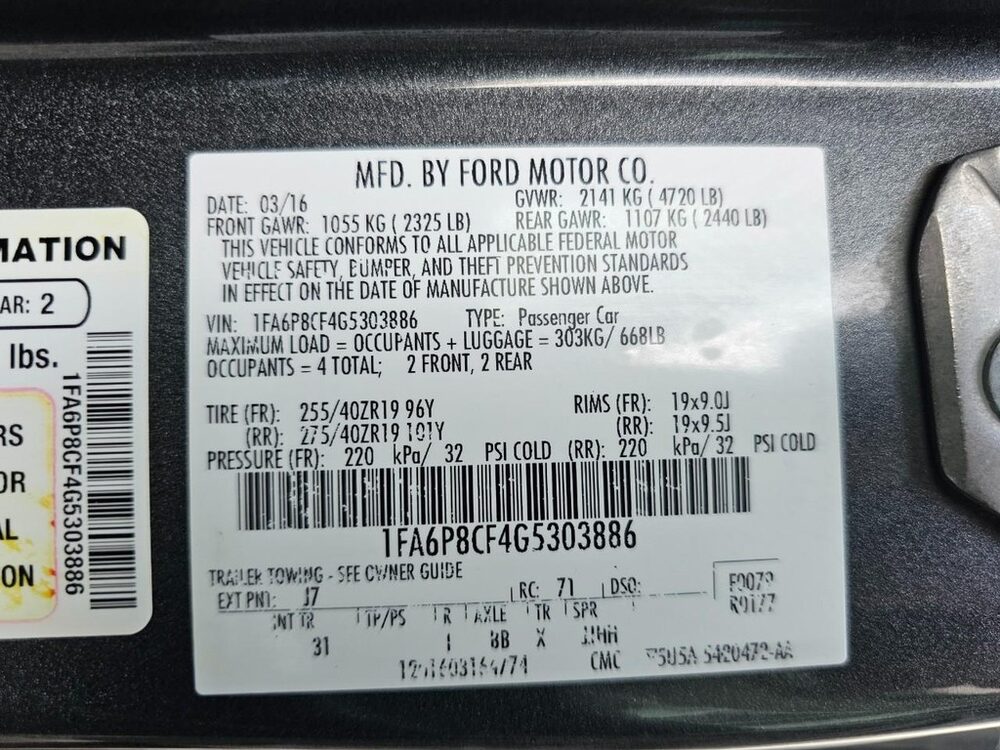 MATION
AR: 2
lbs.
RS
OR
AL
ON
1FA6P8CF4G5303886
MFD. BY FORD MOTOR CO.
DATE: 03/16 GVWR: 2141 KG ( 4720 LB)
FRONT GAWR: 1055 KG ( 2325 LB) REAR GAWR: 1107 KG ( 2440 LB)
THIS VEHICLE CONFORMS TO ALL APPLICABLE FEDERAL MOTOR
VEHICLE SAFETY, BUMPER, AND THEFT PREVENTION STANDARDS
IN EFFECT ON THE DATE OF MANUFACTURE SHOWN ABOVE.
VIN: 1FA6P8CF4G5303886 TYPE: Passenger Car
MAXIMUM LOAD = OCCUPANTS + LUGGAGE = 303KG/ 668LB
OCCUPANTS = 4 TOTAL; 2 FRONT, 2 REAR
TIRE (FR): 255/40ZR19 96Y RIMS (FR): 19x9.0J
(RR): 275/40ZR19 101Y (RR): 19x9.5J
PRESSURE (FR): 220 kPa/ 32 PSI COLD (RR): 220 kPa/ 32 PSI COLD
1FA6P8CF4G5303886
TRAILER TOWING - SEE OWNER GUIDE
EXT PNT: J7 RC: 71 DSO:
INT TR TP/PS R AXLE TR SPR
31 BB X
CMC